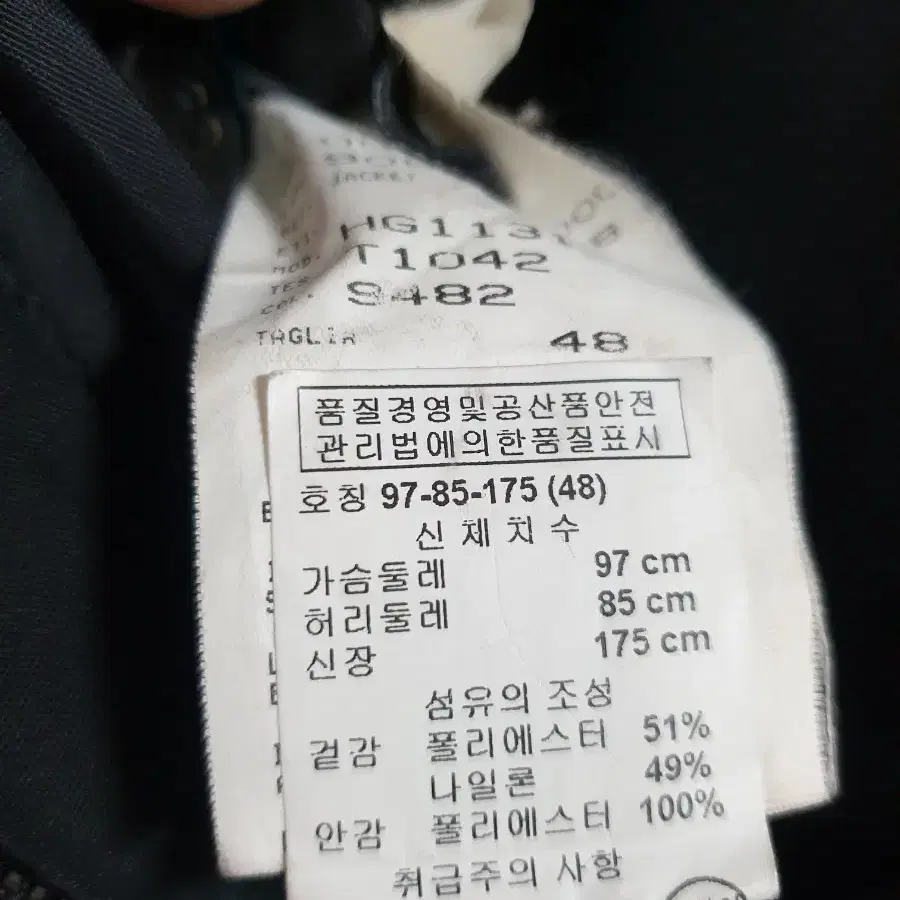 JACKET
MOD. HG113
TES. T1042
COL. S482
TAGLIA 48
품질경영및공산품안전
관리법에의한품질표시
호칭 97-85-175 (48)
신체치수
가슴둘레 97 cm
허리둘레 85 cm
신장 175 cm
섬유의 조성
겉감 폴리에스터 51%
나일론 49%
안감 폴리에스터 100%
취급주의 사항